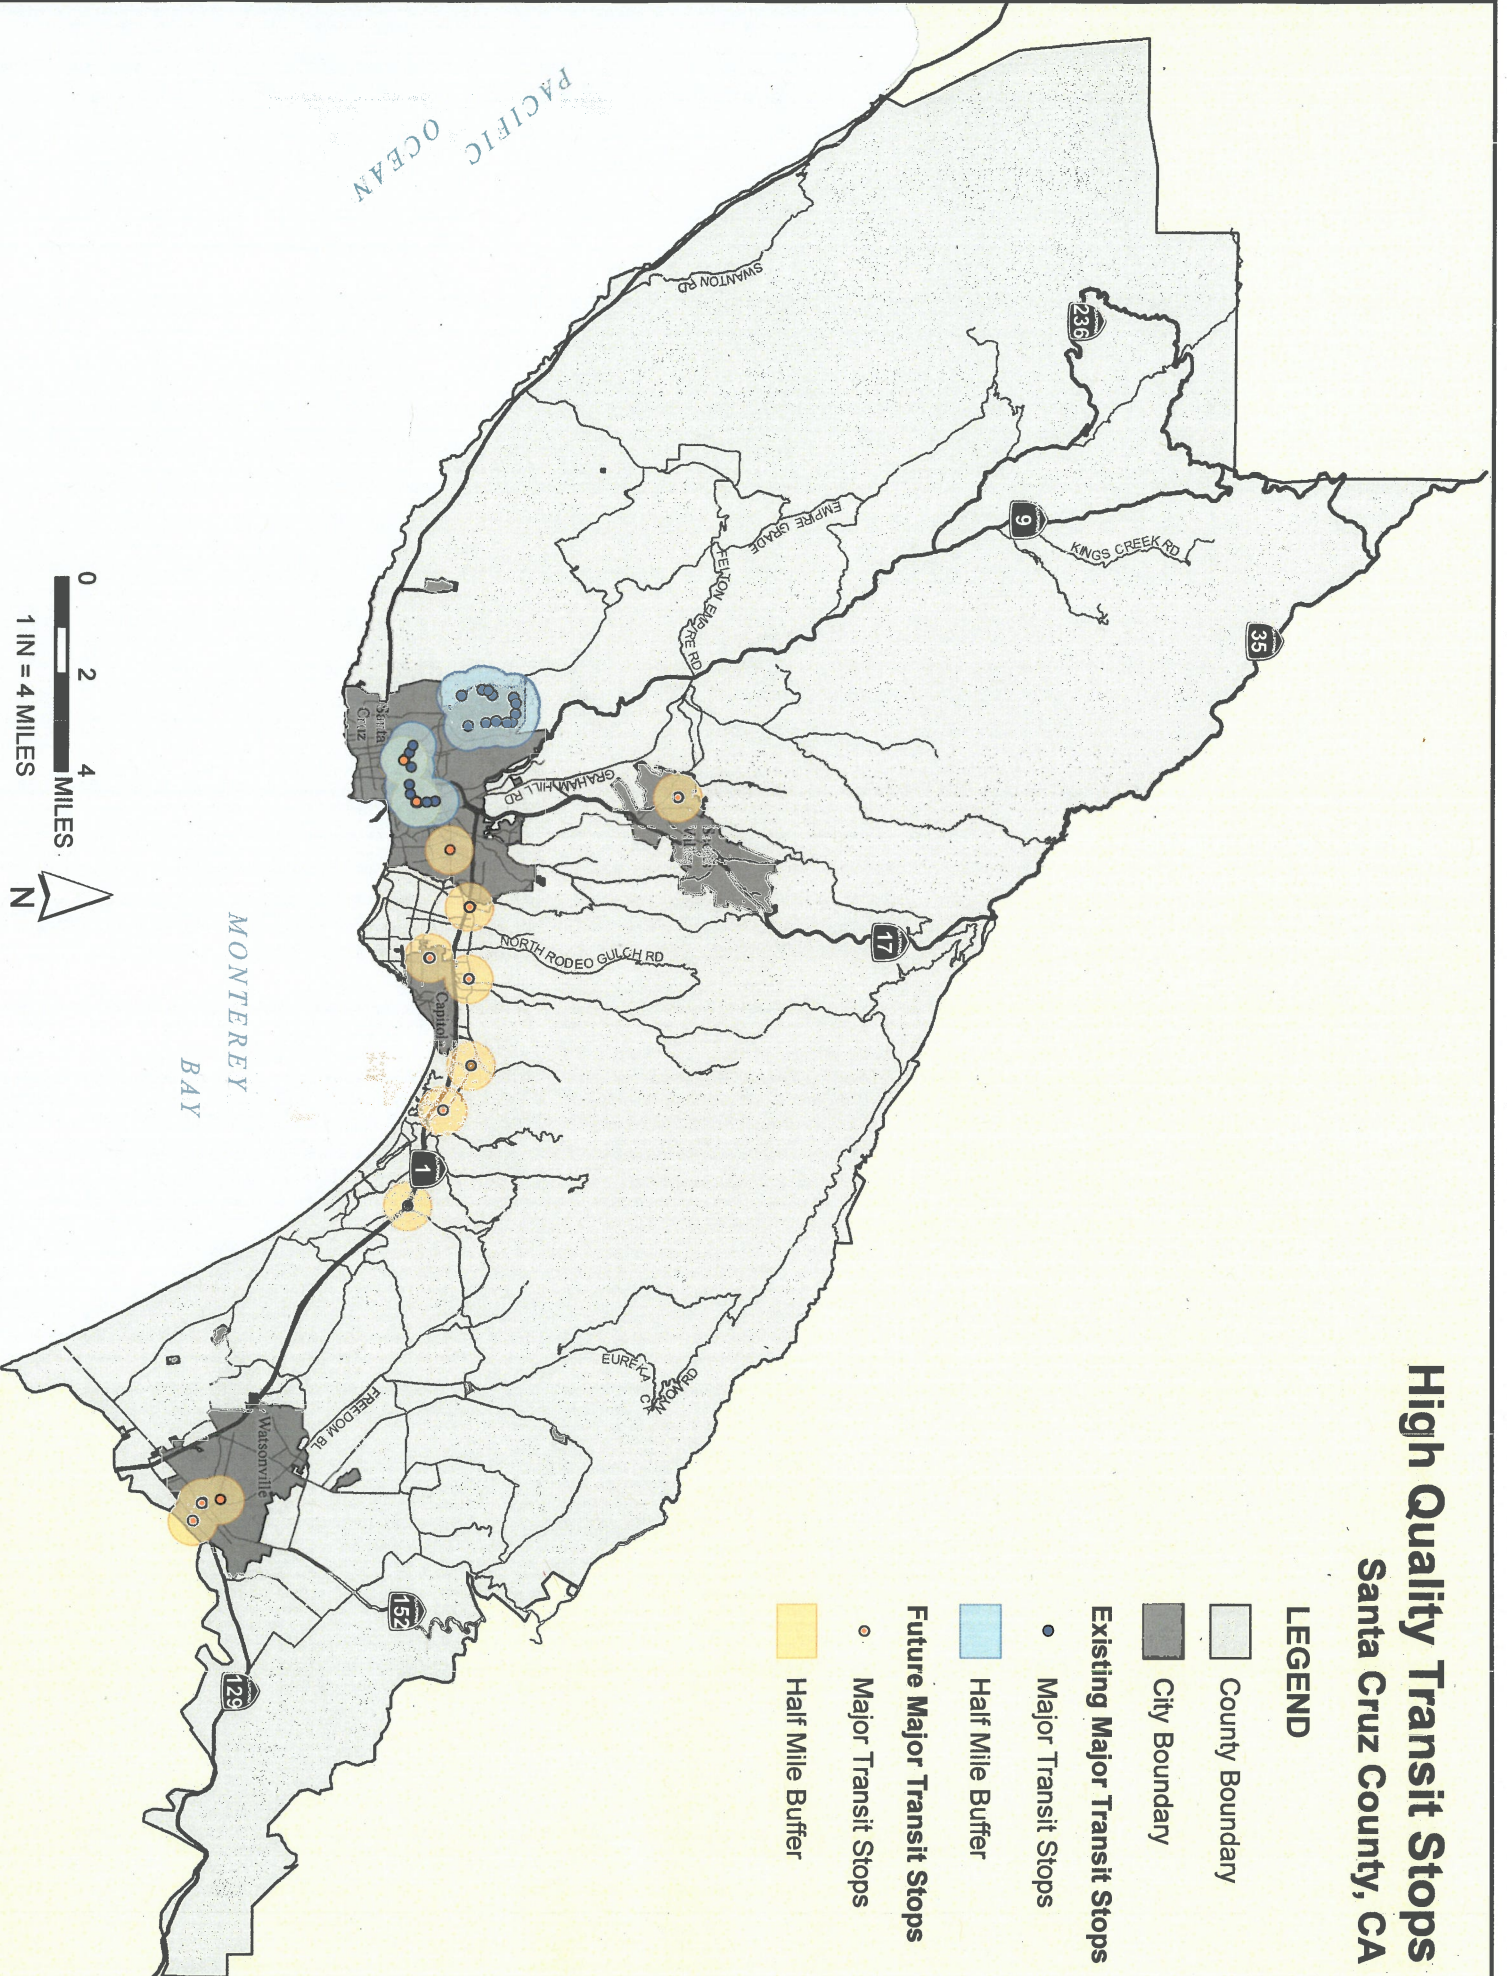 High Quality Transit Stops
Santa Cruz County, CA
LEGEND
County Boundary
City Boundary
Existing Major Transit Stops
Major Transit Stops
Half Mile Buffer
Future Major Transit Stops
Major Transit Stops
Half Mile Buffer
35
236
9
KINGS CREEK RD
SWANTON RD
EMPIRE GRADE
FELTON EMPIRE RD
17
GRAHAM HILL RD
NORTH RODEO GULCH RD
Santa
Cruz
Capitola
1
EUREKA CANYON RD
FREEDOM BL
Watsonville
152
129
PACIFIC
OCEAN
MONTEREY
BAY
0 2 4
MILES
1 IN = 4 MILES
N